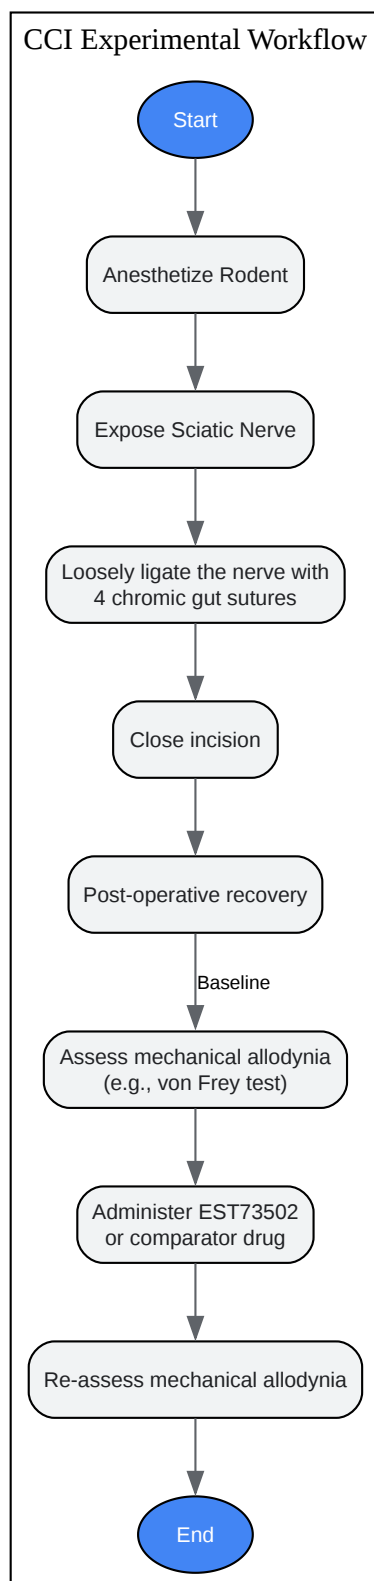 CCI Experimental Workflow
Start
Anesthetize Rodent
Expose Sciatic Nerve
Loosely ligate the nerve with
4 chromic gut sutures
Close incision
Post-operative recovery
Baseline
Assess mechanical allodynia
(e.g., von Frey test)
Administer EST73502
or comparator drug
Re-assess mechanical allodynia
End